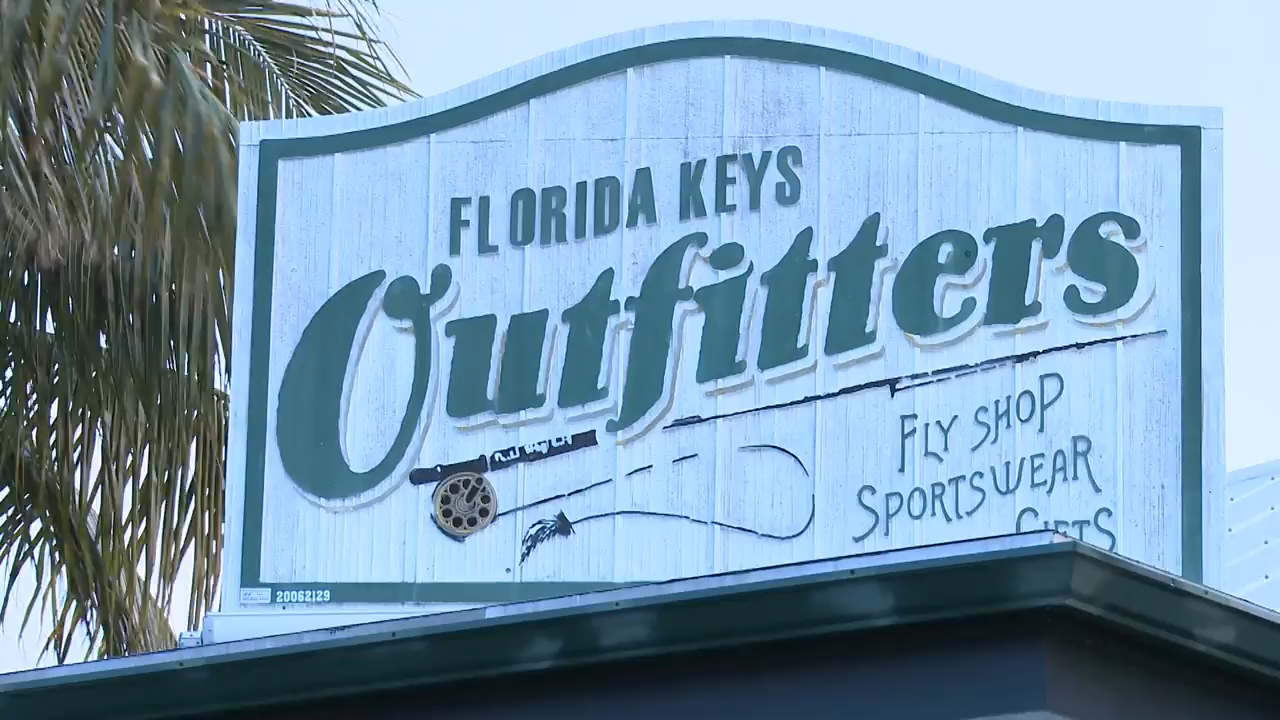 FLORIDA KEYS
Outfitters
FLY SHOP
SPORTSWEAR
GIFTS
20062129